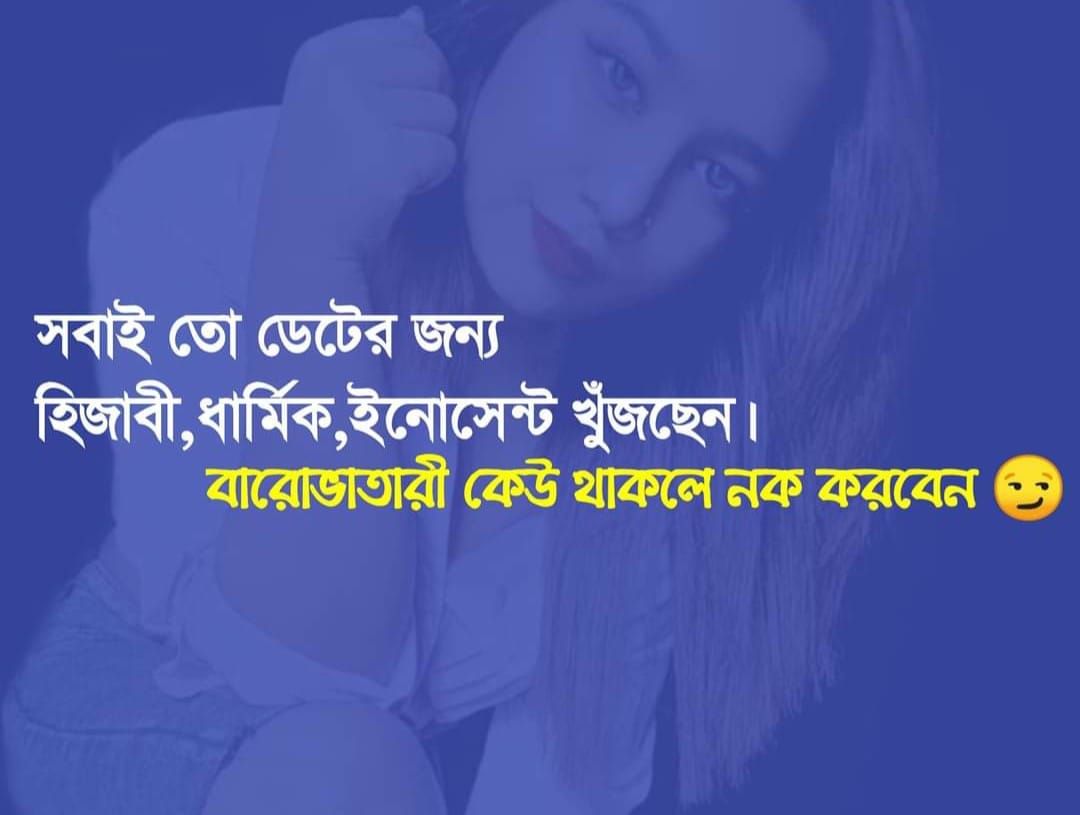 সবাই তো ডেটের জন্য
হিজাবী,ধার্মিক,ইনোসেন্ট খুঁজছেন।
বারোভাতারী কেউ থাকলে নক করবেন 😏